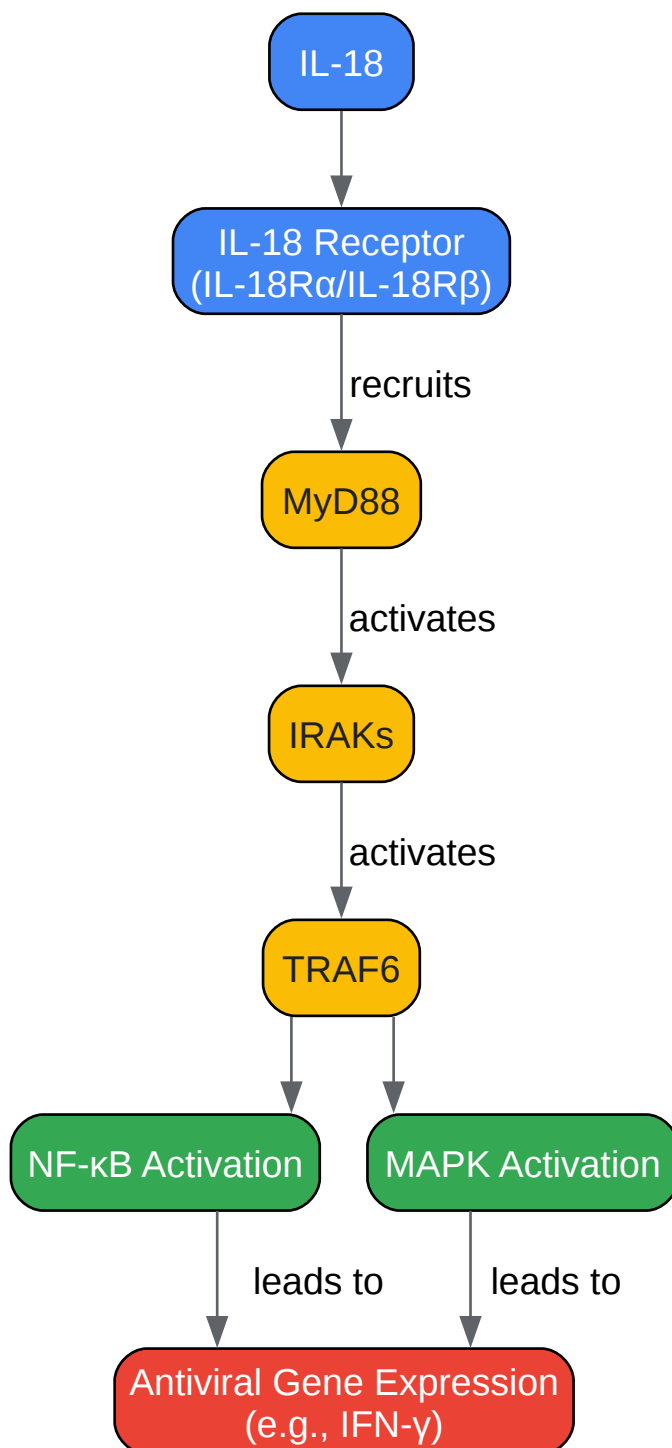 IL-18
IL-18 Receptor
(IL-18Rα/IL-18Rβ)
recruits
MyD88
activates
IRAKs
activates
TRAF6
NF-κB Activation
MAPK Activation
leads to
leads to
Antiviral Gene Expression
(e.g., IFN-γ)